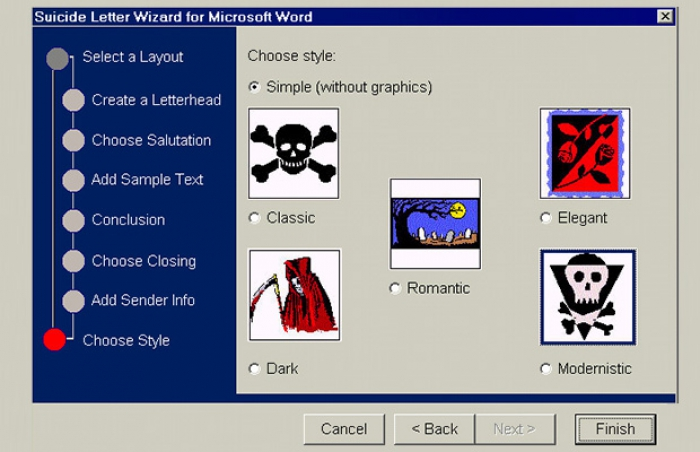 Suicide Letter Wizard for Microsoft Word
Select a Layout
Create a Letterhead
Choose Salutation
Add Sample Text
Conclusion
Choose Closing
Add Sender Info
Choose Style
Choose style:
Simple (without graphics)
Classic
Elegant
Romantic
Dark
Modernistic
Cancel
< Back
Next >
Finish